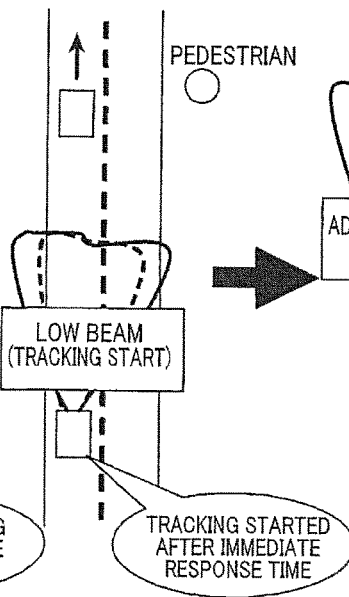 PEDESTRIAN
LOW BEAM
(TRACKING START)
TRACKING STARTED
AFTER IMMEDIATE
RESPONSE TIME